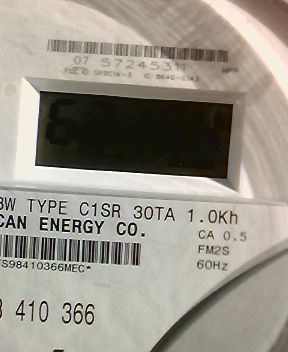 07 57245311
3W TYPE C1SR 30TA 1.0Kh
CAN ENERGY CO.
CA 0.5
FM2S
60Hz
S98410366MEC*
410 366